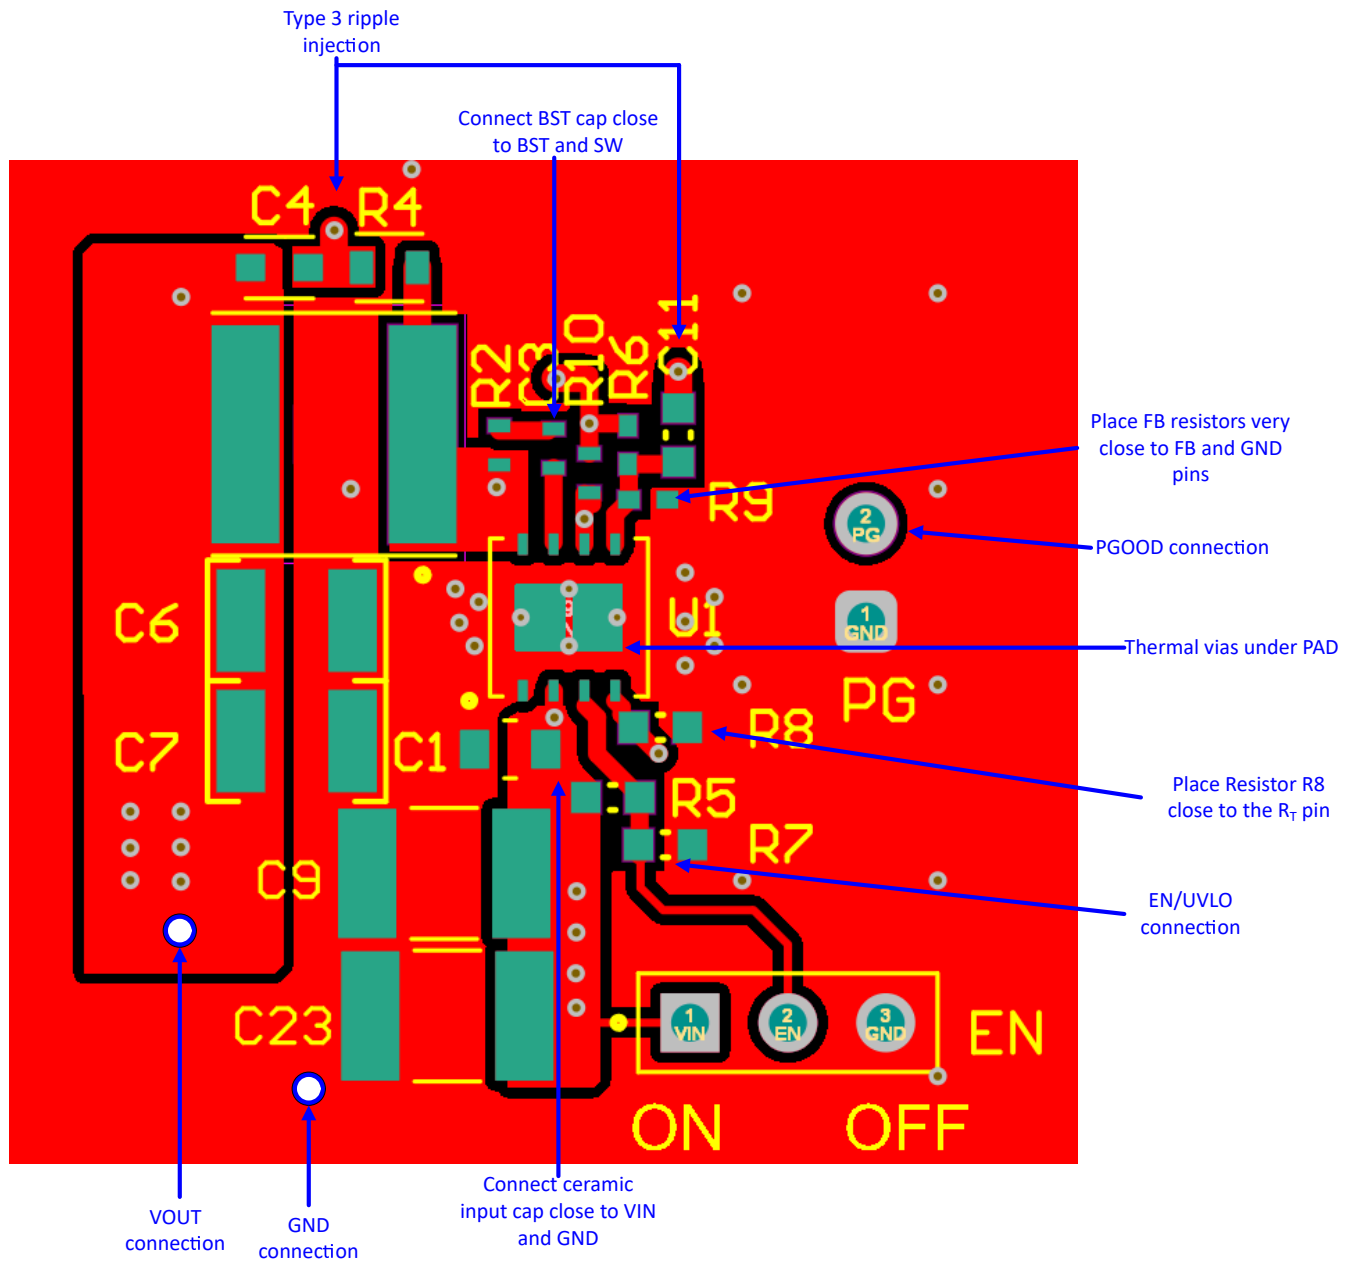 Type 3 ripple
injection
Connect BST cap close
to BST and SW
C4
R4
R2
C3
R10
R6
C11
Place FB resistors very
close to FB and GND
pins
R9
2
PG
PGOOD connection
C6
U1
1
GND
Thermal vias under PAD
PG
C7
C1
R8
Place Resistor R8
close to the RT pin
R5
R7
C9
EN/UVLO
connection
C23
1
VIN
2
EN
3
GND
EN
ON
OFF
Connect ceramic
input cap close to VIN
and GND
VOUT
connection
GND
connection